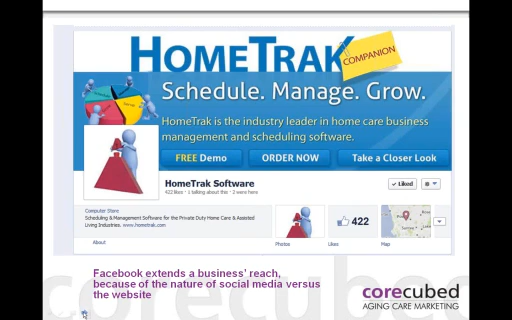 HOMETRAK
COMPANION
Schedule. Manage. Grow.
HomeTrak is the industry leader in home care business
management and scheduling software.
FREE Demo
ORDER NOW
Take a Closer Look
HomeTrak Software
422 likes · 1 talking about this · 2 were here
Liked
Computer Store
Scheduling & Management Software for the Private Duty Home Care & Assisted
Living Industries. www.hometrak.com
422
About
Photos
Likes
Map
Facebook extends a business' reach,
because of the nature of social media versus
the website
corecubed
corecubed
AGING CARE MARKETING